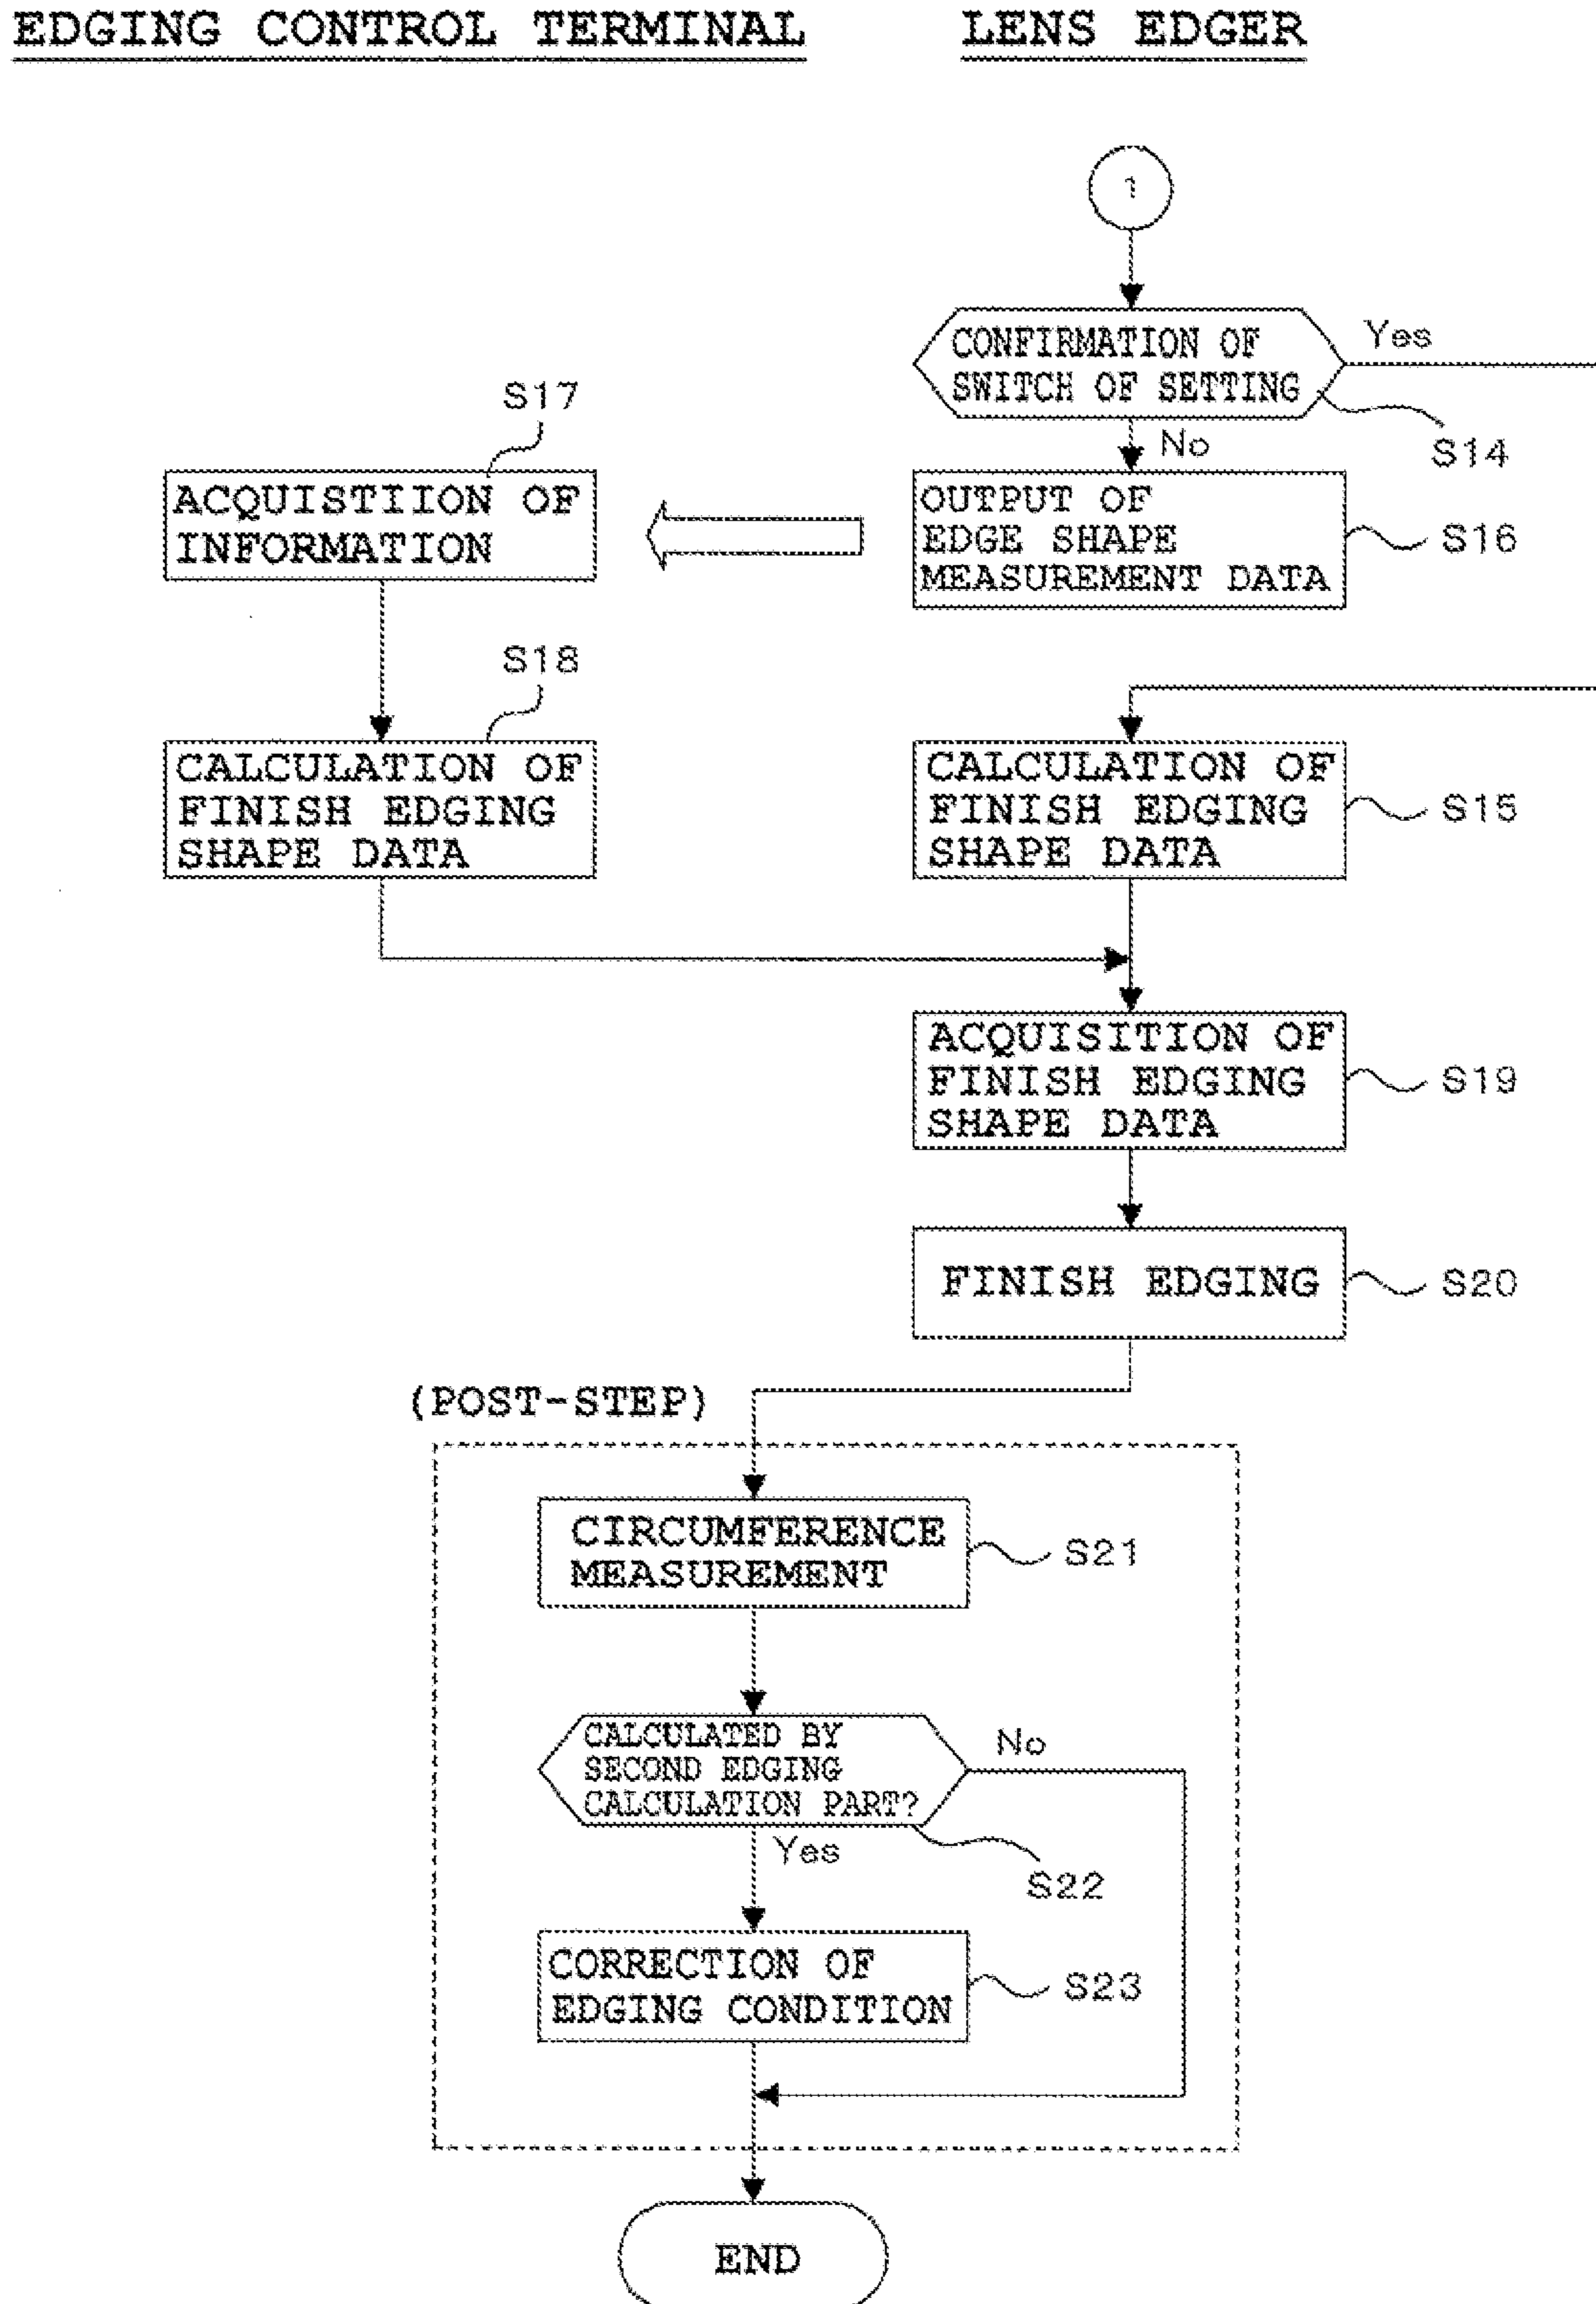 EDGING CONTROL TERMINAL
LENS EDGER
1
CONFIRMATION OF
SWITCH OF SETTING
Yes
S14
No
S17
ACQUISTIION OF
INFORMATION
OUTPUT OF
EDGE SHAPE
MEASUREMENT DATA
S16
S18
CALCULATION OF
FINISH EDGING
SHAPE DATA
CALCULATION OF
FINISH EDGING
SHAPE DATA
S15
ACQUISITION OF
FINISH EDGING
SHAPE DATA
S19
FINISH EDGING
S20
(POST-STEP)
CIRCUMFERENCE
MEASUREMENT
S21
CALCULATED BY
SECOND EDGING
CALCULATION PART?
No
Yes
S22
CORRECTION OF
EDGING CONDITION
S23
END